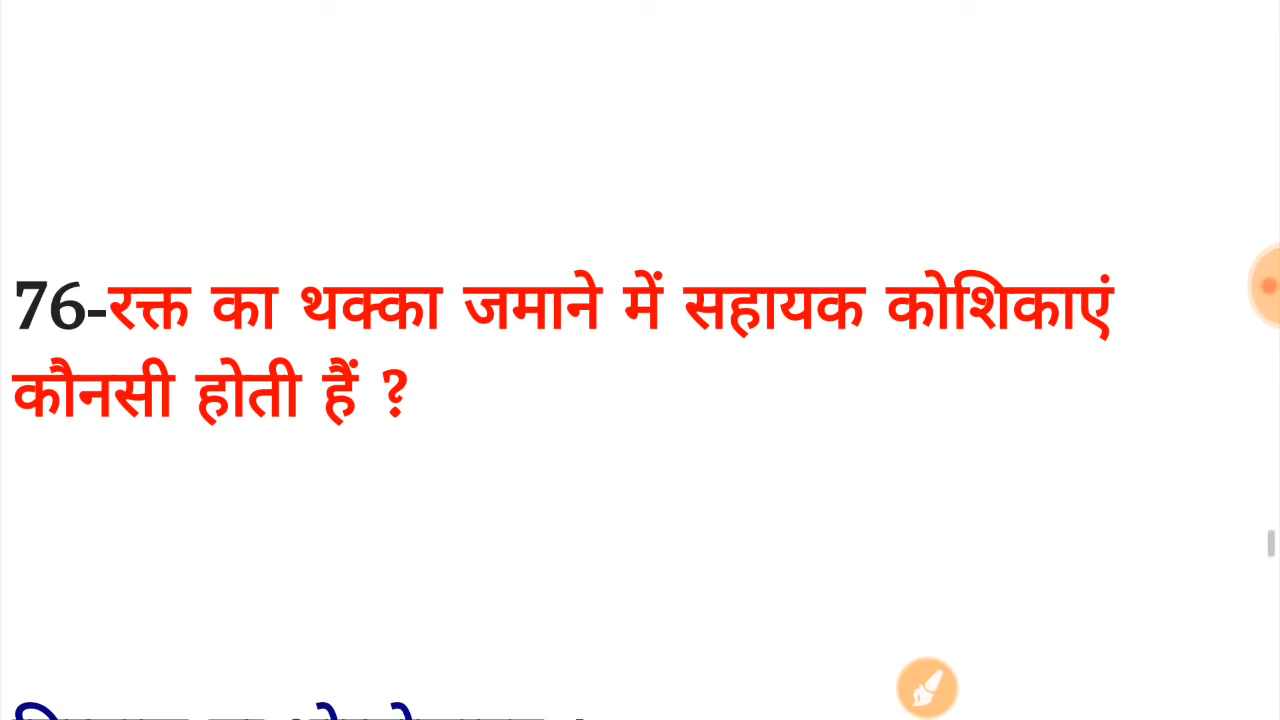 76-रक्त का थक्का जमाने में सहायक कोशिकाएं
कौनसी होती हैं ?